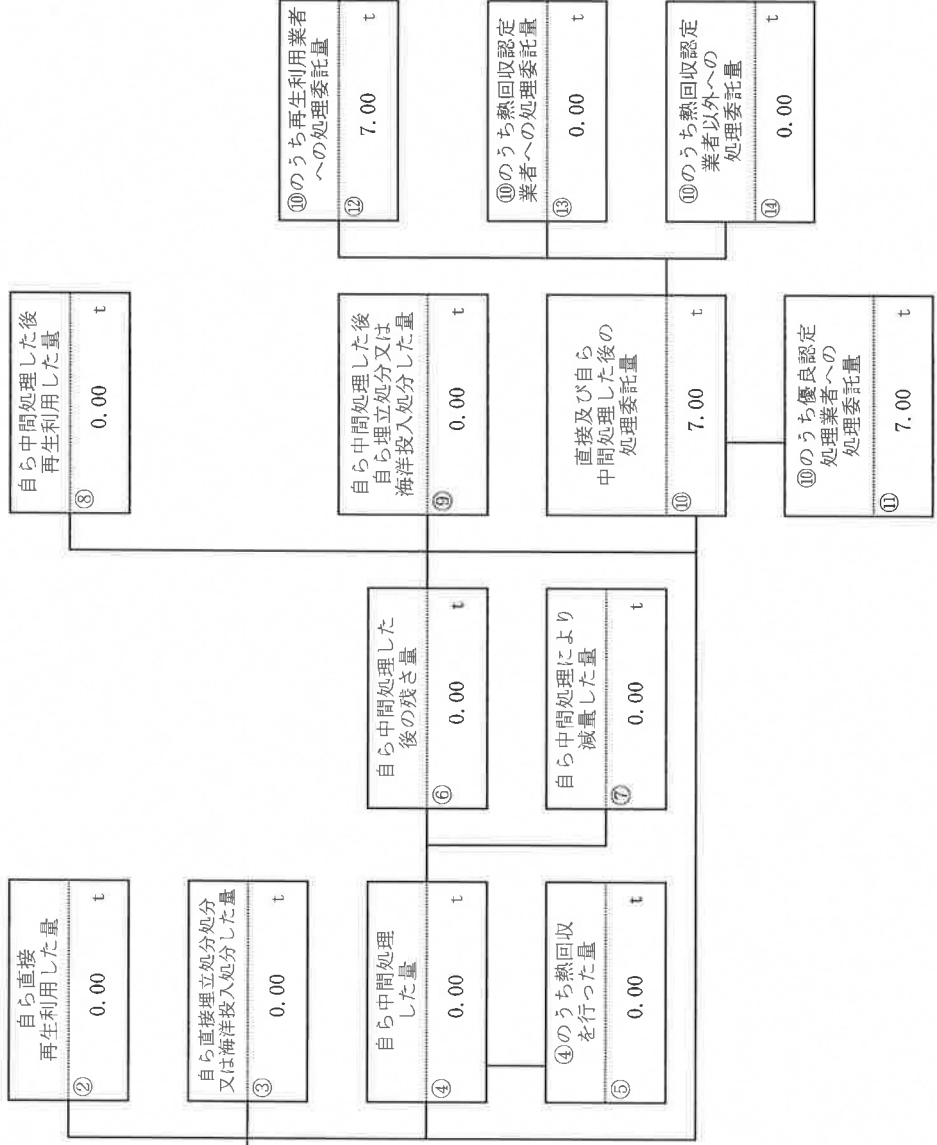 自ら直接
再生利用した量
②
0.00
t
自ら直接埋立処分処分
又は海洋投入処分した量
③
0.00
t
自ら中間処理
した量
④
0.00
t
④のうち熱回収
を行った量
⑤
0.00
t
自ら中間処理した
後の残さ量
⑥
0.00
t
自ら中間処理により
減量した量
⑦
0.00
t
自ら中間処理した後
再生利用した量
⑧
0.00
t
自ら中間処理した後
自ら埋立処分又は
海洋投入処分した量
⑨
0.00
t
直接及び自ら
中間処理した後の
処理委託量
⑩
7.00
t
⑩のうち優良認定
処理業者への
処理委託量
⑪
7.00
t
⑩のうち再生利用業者
への処理委託量
⑫
7.00
t
⑩のうち熱回収認定
業者への処理委託量
⑬
0.00
t
⑩のうち熱回収認定
業者以外への
処理委託量
⑭
0.00
t